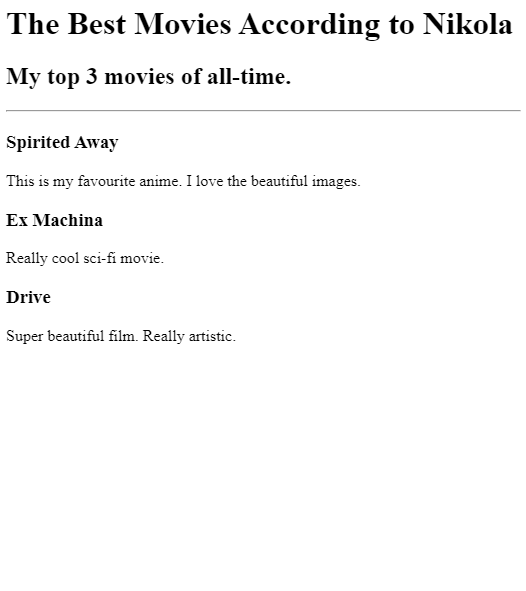 The Best Movies According to Nikola
My top 3 movies of all-time.
Spirited Away
This is my favourite anime. I love the beautiful images.
Ex Machina
Really cool sci-fi movie.
Drive
Super beautiful film. Really artistic.